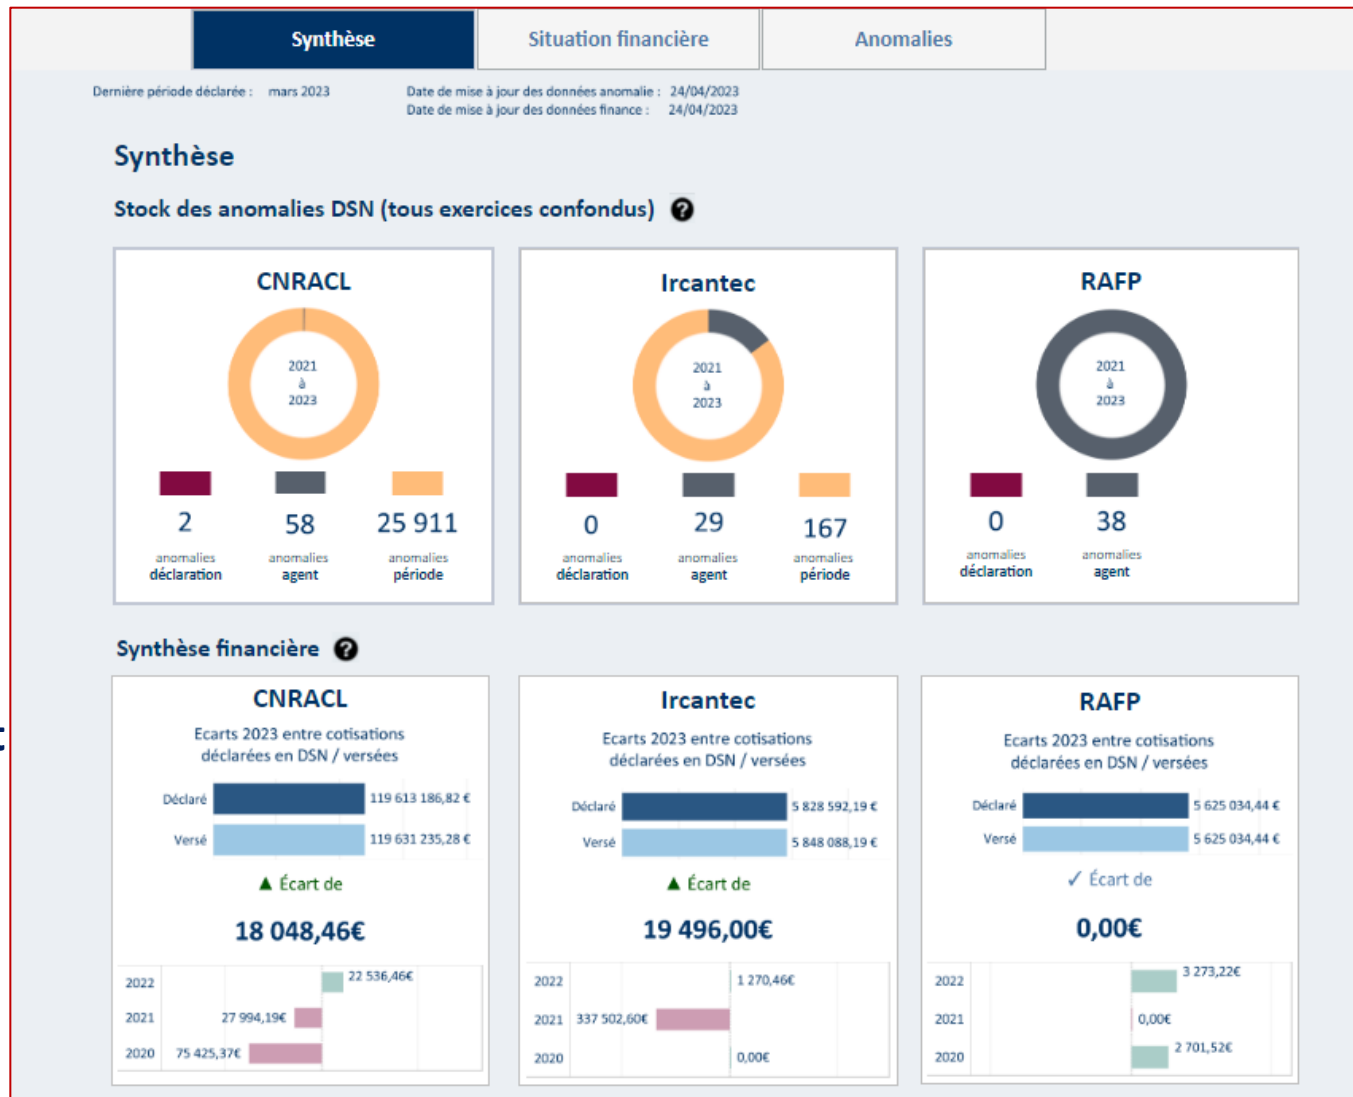 Synthèse
Situation financière
Anomalies
Dernière période déclarée : mars 2023
Date de mise à jour des données anomalie : 24/04/2023
Date de mise à jour des données finance : 24/04/2023
Synthèse
Stock des anomalies DSN (tous exercices confondus) ?
CNRACL
2021
à
2023
2
anomalies
déclaration
58
anomalies
agent
25 911
anomalies
période
Ircantec
2021
à
2023
0
anomalies
déclaration
29
anomalies
agent
167
anomalies
période
RAFP
2021
à
2023
0
anomalies
déclaration
38
anomalies
agent
Synthèse financière ?
CNRACL
Ecarts 2023 entre cotisations
déclarées en DSN / versées
Déclaré 119 613 186,82 €
Versé 119 631 235,28 €
▲ Écart de
18 048,46€
2022 22 536,46€
2021 27 994,19€
2020 75 425,37€
Ircantec
Ecarts 2023 entre cotisations
déclarées en DSN / versées
Déclaré 5 828 592,19 €
Versé 5 848 088,19 €
▲ Écart de
19 496,00€
2022 1 270,46€
2021 337 502,60€
2020 0,00€
RAFP
Ecarts 2023 entre cotisations
déclarées en DSN / versées
Déclaré 5 625 034,44 €
Versé 5 625 034,44 €
✓ Écart de
0,00€
2022 3 273,22€
2021 0,00€
2020 2 701,52€